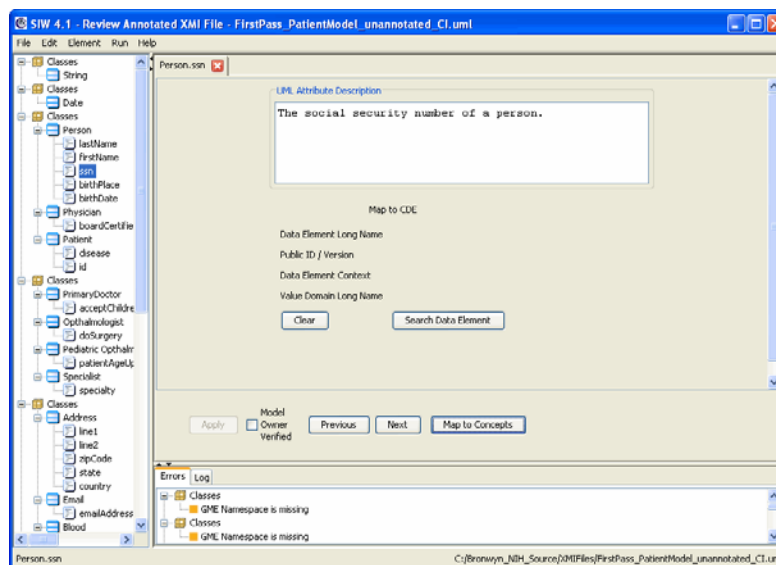 SIW 4.1 - Review Annotated XMI File - FirstPass_PatientModel_unannotated_CI.uml
File Edit Element Run Help
Classes
String
Classes
Date
Classes
Person
lastName
firstName
ssn
birthPlace
birthDate
Physician
boardCertifie
Patient
disease
id
Classes
PrimaryDoctor
acceptChildre
Opthalmologist
doSurgery
Pediatric Opthalr
patientAgeUp
Specialist
specialty
Classes
Address
line1
line2
zipCode
state
country
Email
emailAddress
Blood
Person.ssn
UML Attribute Description
The social security number of a person.
Map to CDE
Data Element Long Name
Public ID / Version
Data Element Context
Value Domain Long Name
Clear Search Data Element
Apply Model Owner Verified Previous Next Map to Concepts
Errors Log
Classes
GME Namespace is missing
Classes
GME Namespace is missing
Person.ssn C:/Bronwyn_NIH_Source/XMIFiles/FirstPass_PatientModel_unannotated_CI.um